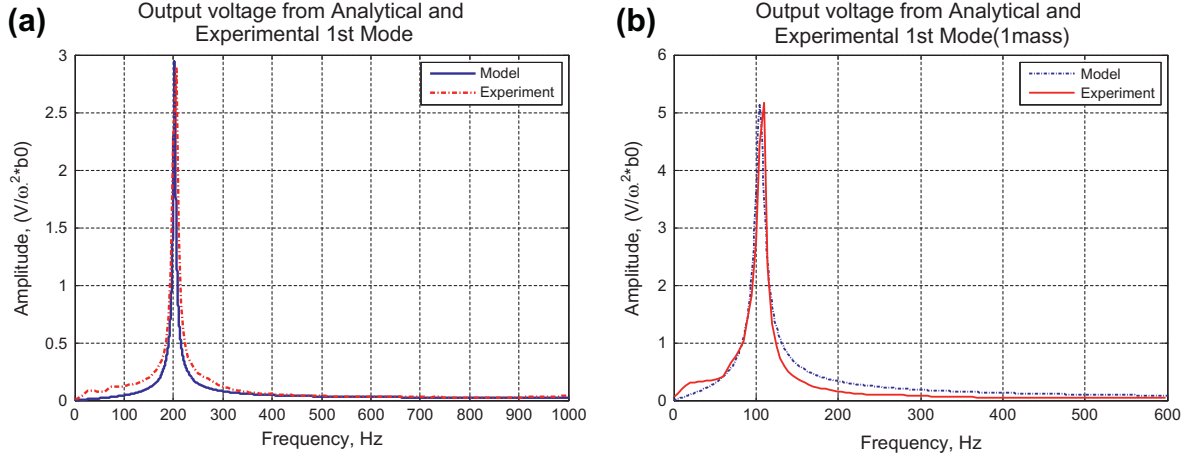 (a)
Output voltage from Analytical and
Experimental 1st Mode
3
2.5
2
1.5
1
0.5
0
Amplitude, (V/ω.²*b0)
Model
Experiment
0 100 200 300 400 500 600 700 800 900 1000
Frequency, Hz
(b)
Output voltage from Analytical and
Experimental 1st Mode(1mass)
6
5
4
3
2
1
0
Amplitude, (V/ω.²*b0)
Model
Experiment
0 100 200 300 400 500 600
Frequency, Hz